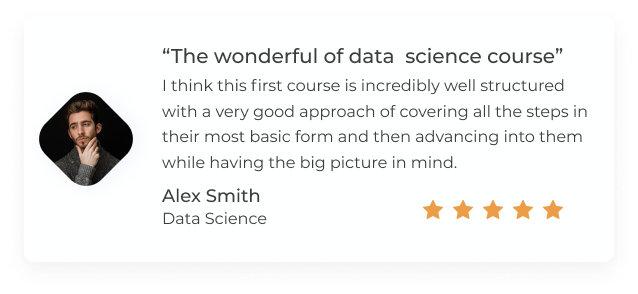 “The wonderful of data  science course”
I think this first course is incredibly well structured
with a very good approach of covering all the steps in
their most basic form and then advancing into them
while having the big picture in mind.
Alex Smith
Data Science